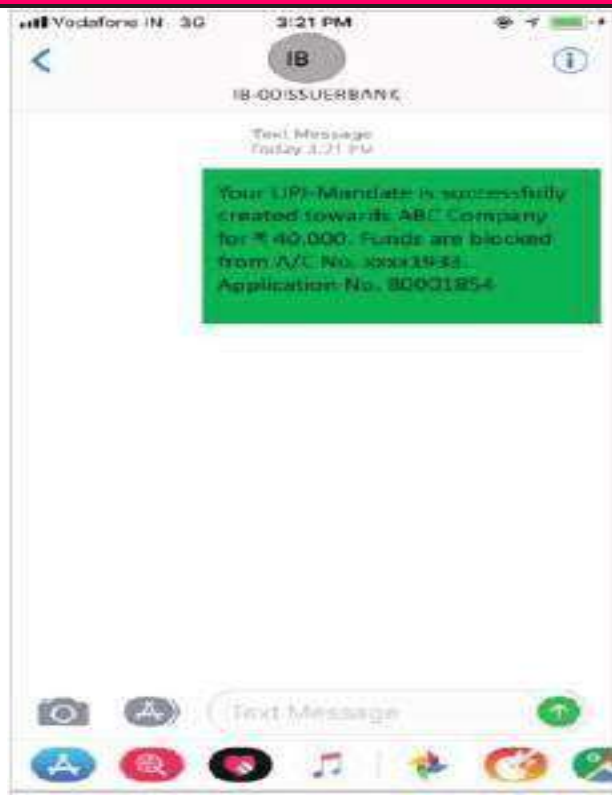 Vodafone IN 3G 3:21 PM
IB
IB-00ISSUERBANK
Text Message
Today 3:21 PM
Your UPI-Mandate is successfully
created towards ABC Company
for ₹ 40,000. Funds are blocked
from A/C No. xxxx1933.
Application No. 80001854
Text Message